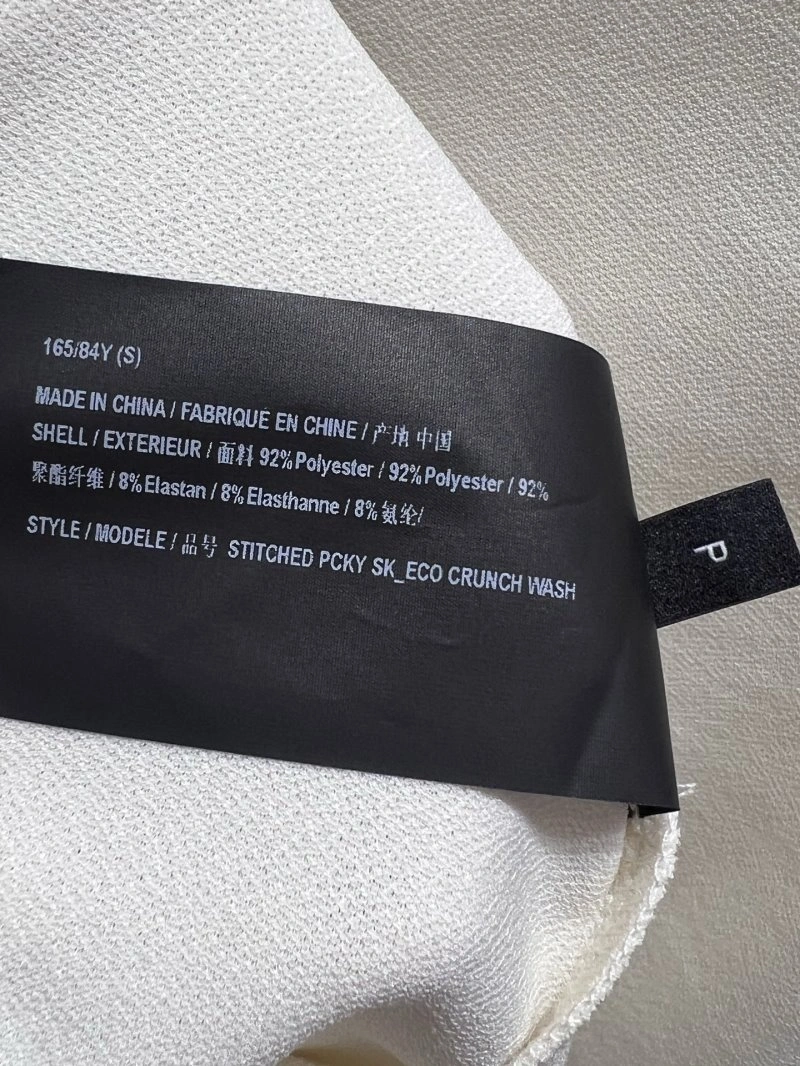 165/84Y (S)
MADE IN CHINA / FABRIQUE EN CHINE / 产地 中国
SHELL / EXTERIEUR / 面料 92%Polyester / 92%Polyester / 92%
聚酯纤维 / 8%Elastan / 8%Elasthanne / 8%氨纶/
STYLE / MODELE / 品号 STITCHED PCKY SK_ECO CRUNCH WASH
P